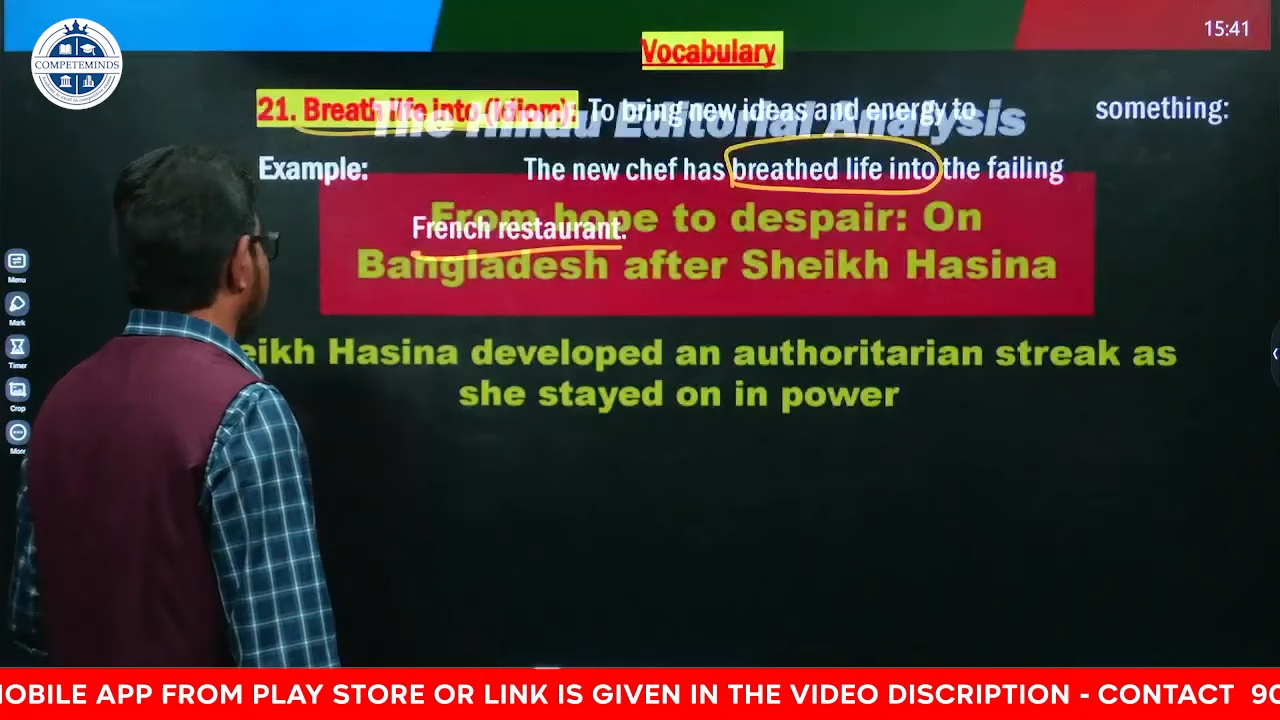 15:41
COMPETEMINDS
Vocabulary
21. Breath life into (Idiom): To bring new ideas and energy to something:
The Hindu Editorial Analysis
Example: The new chef has breathed life into the failing
French restaurant.
From hope to despair: On
Bangladesh after Sheikh Hasina
eikh Hasina developed an authoritarian streak as
she stayed on in power
Menu
Mark
Timer
Crop
More
MOBILE APP FROM PLAY STORE OR LINK IS GIVEN IN THE VIDEO DISCRIPTION - CONTACT 90